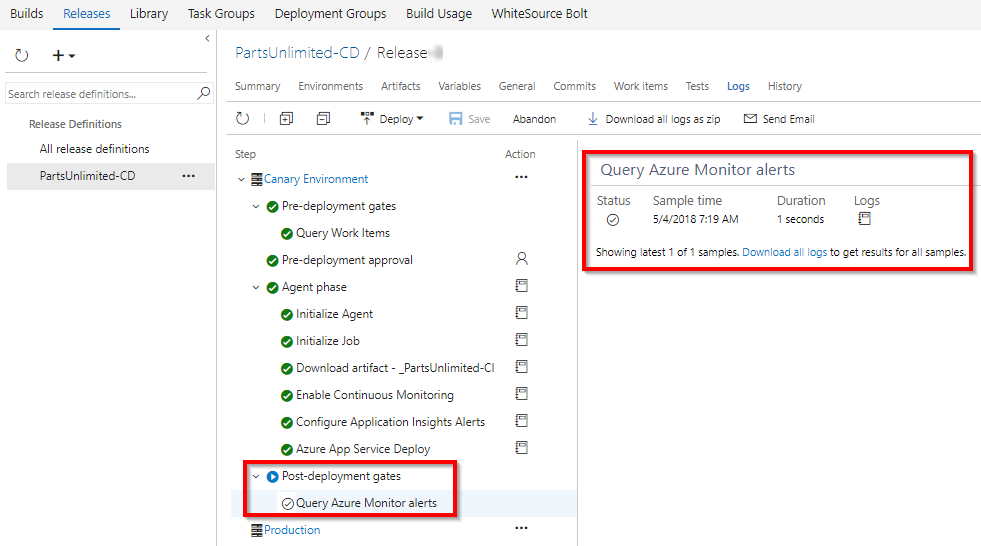 Builds Releases Library Task Groups Deployment Groups Build Usage WhiteSource Bolt
Search release definitions...
Release Definitions
All release definitions
PartsUnlimited-CD ...
PartsUnlimited-CD / Release
Summary Environments Artifacts Variables General Commits Work items Tests Logs History
Deploy Save Abandon Download all logs as zip Send Email
Step Action
Canary Environment ...
Pre-deployment gates
Query Work Items
Pre-deployment approval
Agent phase
Initialize Agent
Initialize Job
Download artifact - _PartsUnlimited-CI
Enable Continuous Monitoring
Configure Application Insights Alerts
Azure App Service Deploy
Post-deployment gates
Query Azure Monitor alerts
Production ...
Query Azure Monitor alerts
Status Sample time Duration Logs
5/4/2018 7:19 AM 1 seconds
Showing latest 1 of 1 samples. Download all logs to get results for all samples.